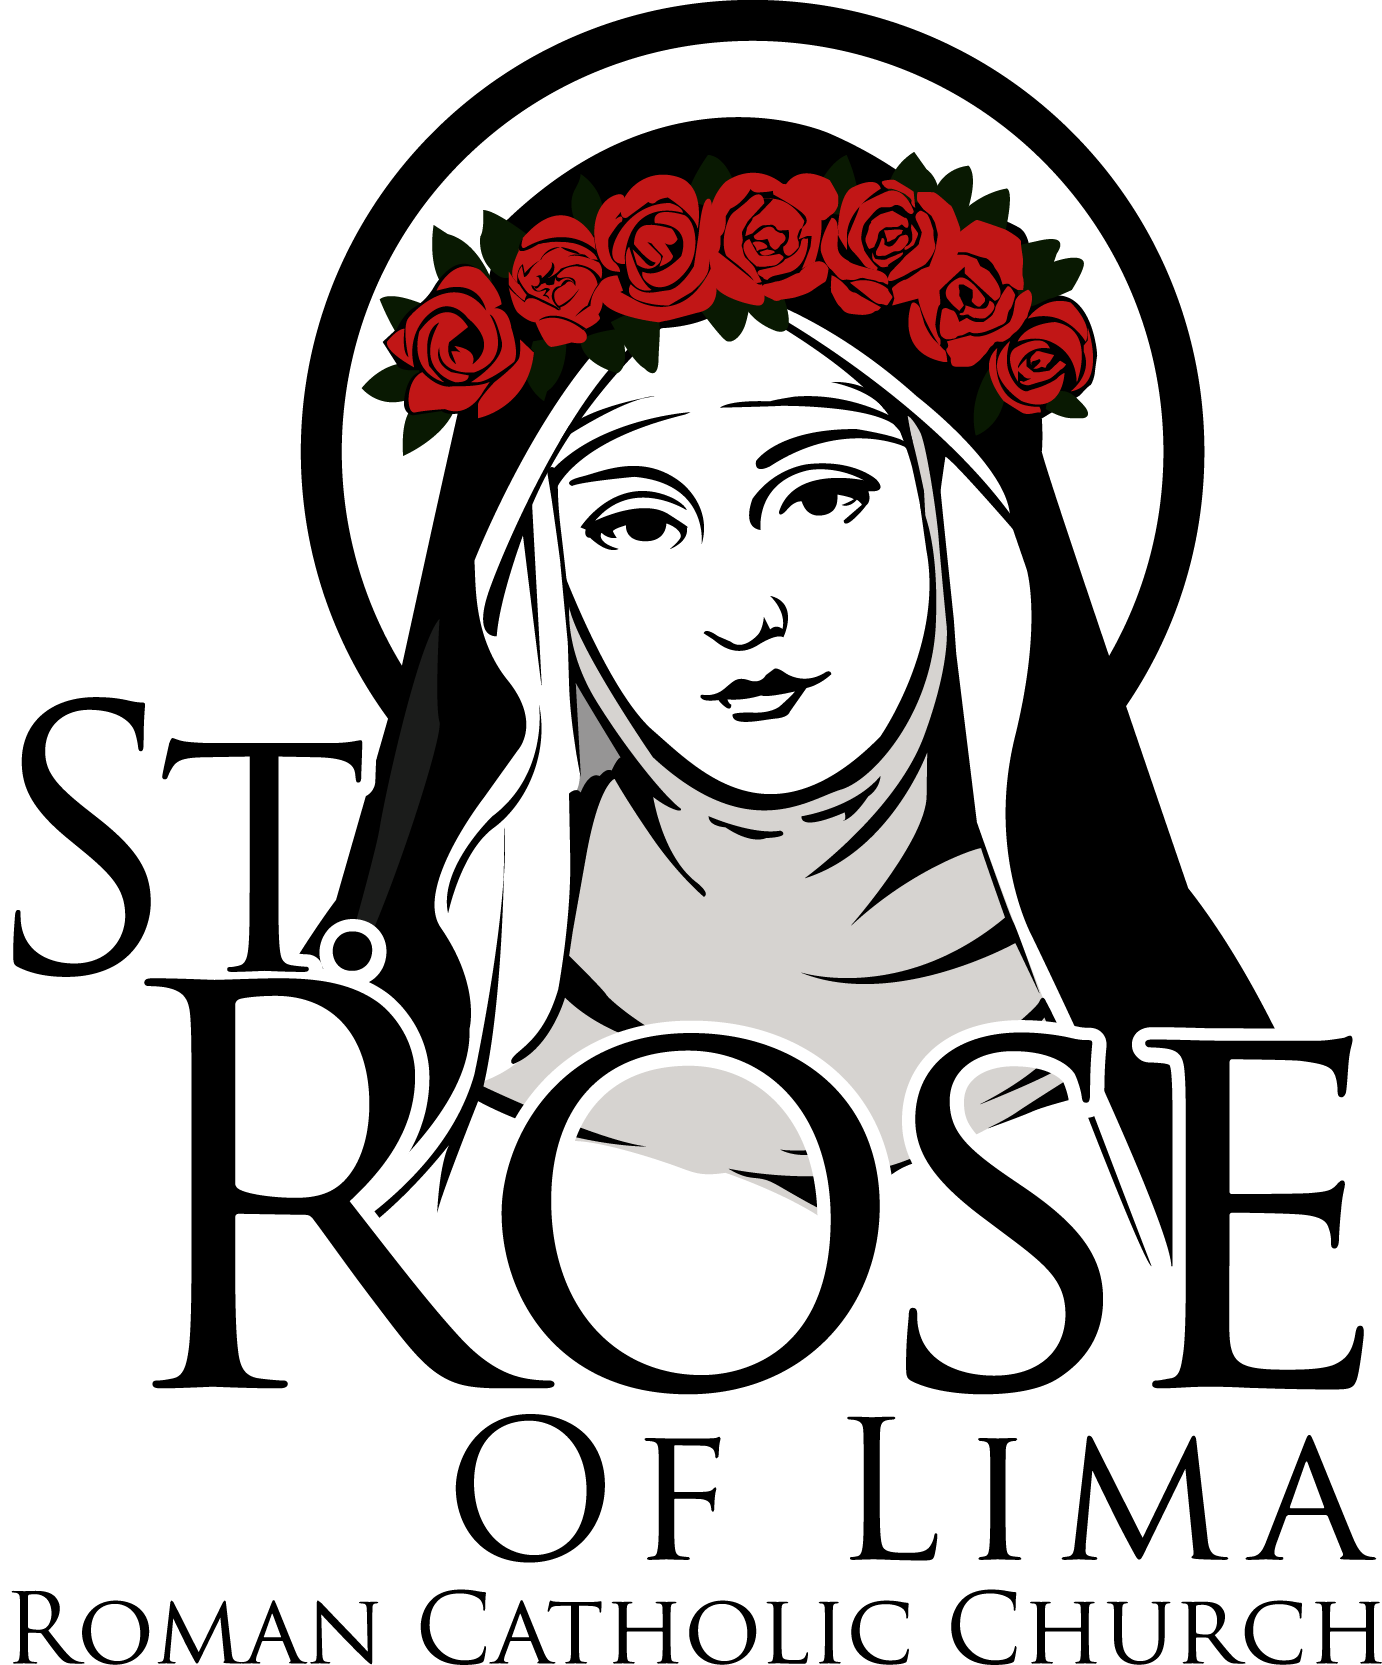 St.
Rose
Of Lima
Roman Catholic Church